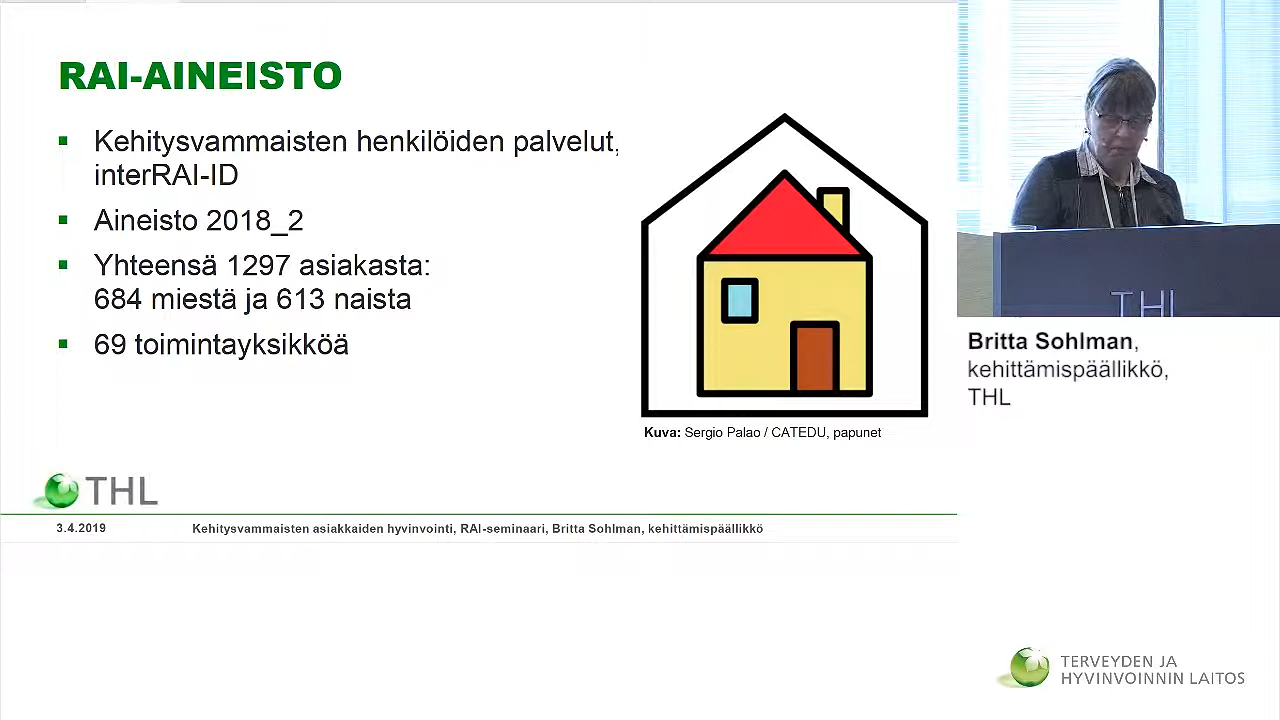 RAI-AINEISTO
Kehitysvammaisten henkilöiden palvelut,
interRAI-ID
Aineisto 2018_2
Yhteensä 1297 asiakasta:
684 miestä ja 613 naista
69 toimintayksikköä
Kuva: Sergio Palao / CATEDU, papunet
THL
3.4.2019 Kehitysvammaisten asiakkaiden hyvinvointi, RAI-seminaari, Britta Sohlman, kehittämispäällikkö
THL
Britta Sohlman,
kehittämispäällikkö,
THL
TERVEYDEN JA
HYVINVOINNIN LAITOS